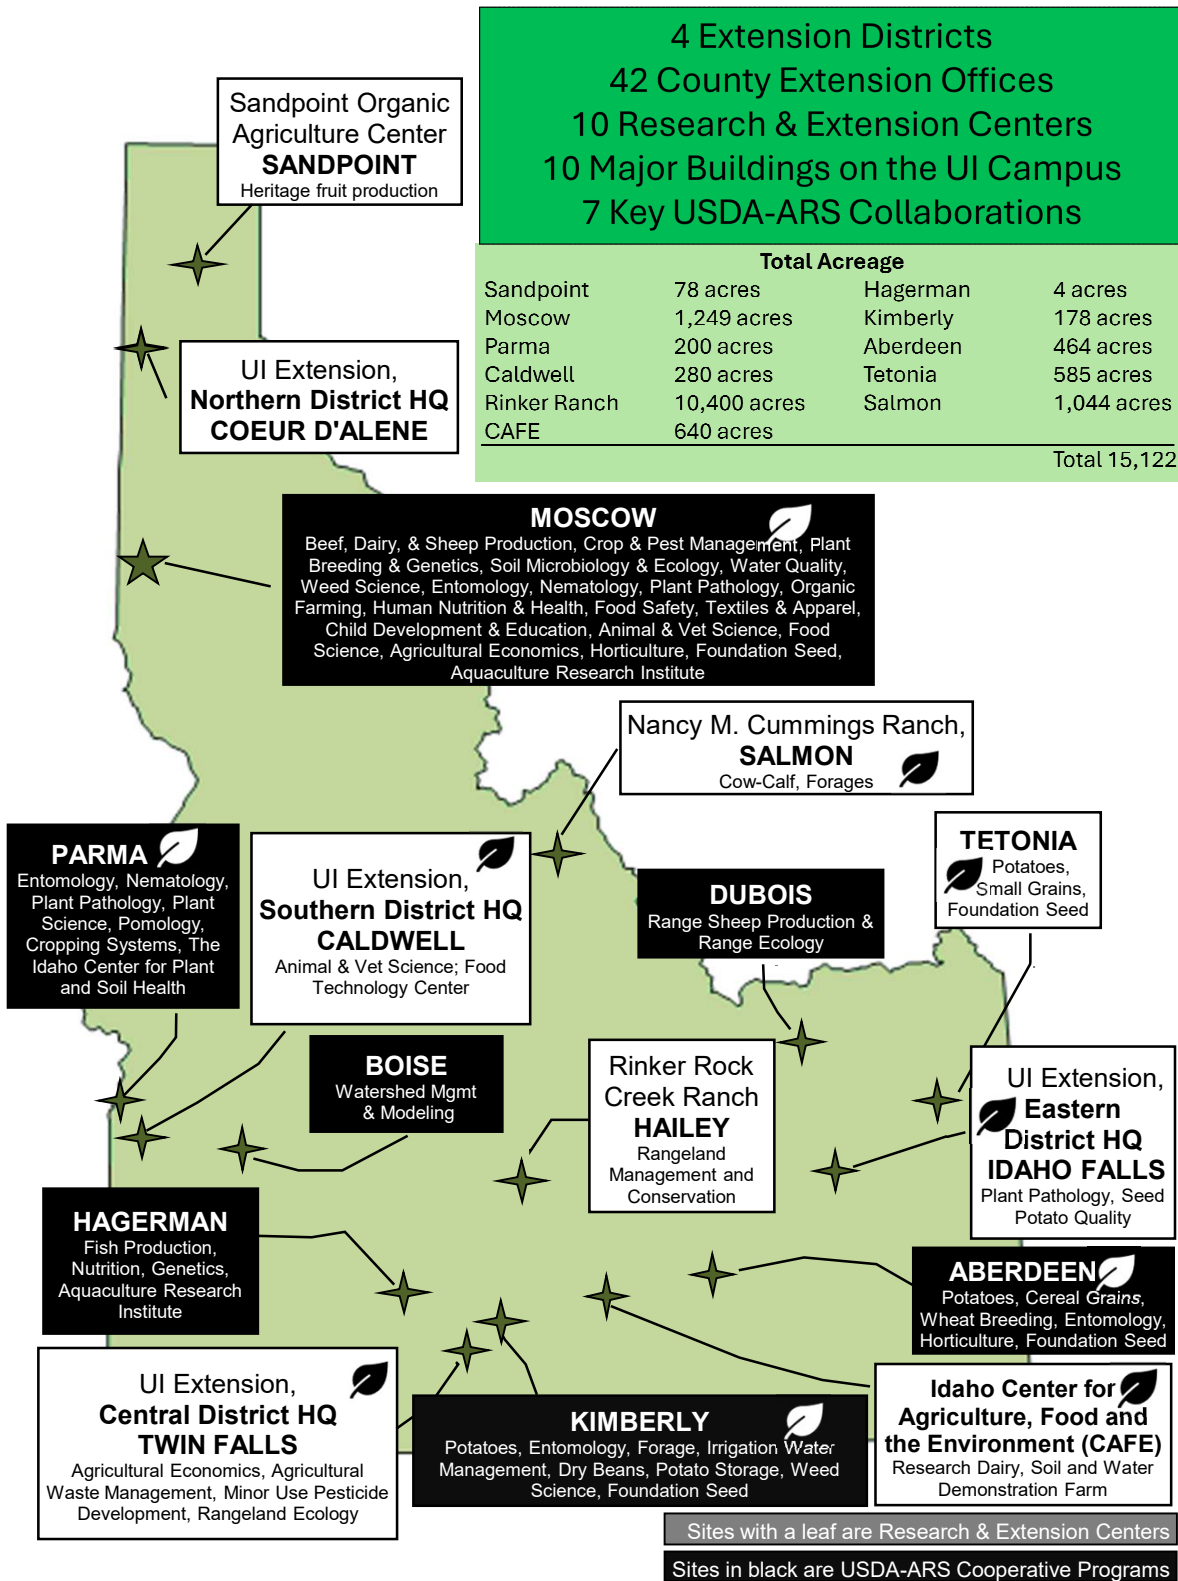 4 Extension Districts
42 County Extension Offices
10 Research & Extension Centers
10 Major Buildings on the UI Campus
7 Key USDA-ARS Collaborations
Total Acreage
Sandpoint 78 acres Hagerman 4 acres
Moscow 1,249 acres Kimberly 178 acres
Parma 200 acres Aberdeen 464 acres
Caldwell 280 acres Tetonia 585 acres
Rinker Ranch 10,400 acres Salmon 1,044 acres
CAFE 640 acres
Total 15,122
Sandpoint Organic
Agriculture Center
SANDPOINT
Heritage fruit production
UI Extension,
Northern District HQ
COEUR D'ALENE
MOSCOW
Beef, Dairy, & Sheep Production, Crop & Pest Management, Plant
Breeding & Genetics, Soil Microbiology & Ecology, Water Quality,
Weed Science, Entomology, Nematology, Plant Pathology, Organic
Farming, Human Nutrition & Health, Food Safety, Textiles & Apparel,
Child Development & Education, Animal & Vet Science, Food
Science, Agricultural Economics, Horticulture, Foundation Seed,
Aquaculture Research Institute
Nancy M. Cummings Ranch,
SALMON
Cow-Calf, Forages
PARMA
Entomology, Nematology,
Plant Pathology, Plant
Science, Pomology,
Cropping Systems, The
Idaho Center for Plant
and Soil Health
UI Extension,
Southern District HQ
CALDWELL
Animal & Vet Science; Food
Technology Center
DUBOIS
Range Sheep Production &
Range Ecology
TETONIA
Potatoes,
Small Grains,
Foundation Seed
BOISE
Watershed Mgmt
& Modeling
Rinker Rock
Creek Ranch
HAILEY
Rangeland
Management and
Conservation
UI Extension,
Eastern
District HQ
IDAHO FALLS
Plant Pathology, Seed
Potato Quality
HAGERMAN
Fish Production,
Nutrition, Genetics,
Aquaculture Research
Institute
ABERDEEN
Potatoes, Cereal Grains,
Wheat Breeding, Entomology,
Horticulture, Foundation Seed
UI Extension,
Central District HQ
TWIN FALLS
Agricultural Economics, Agricultural
Waste Management, Minor Use Pesticide
Development, Rangeland Ecology
KIMBERLY
Potatoes, Entomology, Forage, Irrigation Water
Management, Dry Beans, Potato Storage, Weed
Science, Foundation Seed
Idaho Center for
Agriculture, Food and
the Environment (CAFE)
Research Dairy, Soil and Water
Demonstration Farm
Sites with a leaf are Research & Extension Centers
Sites in black are USDA-ARS Cooperative Programs